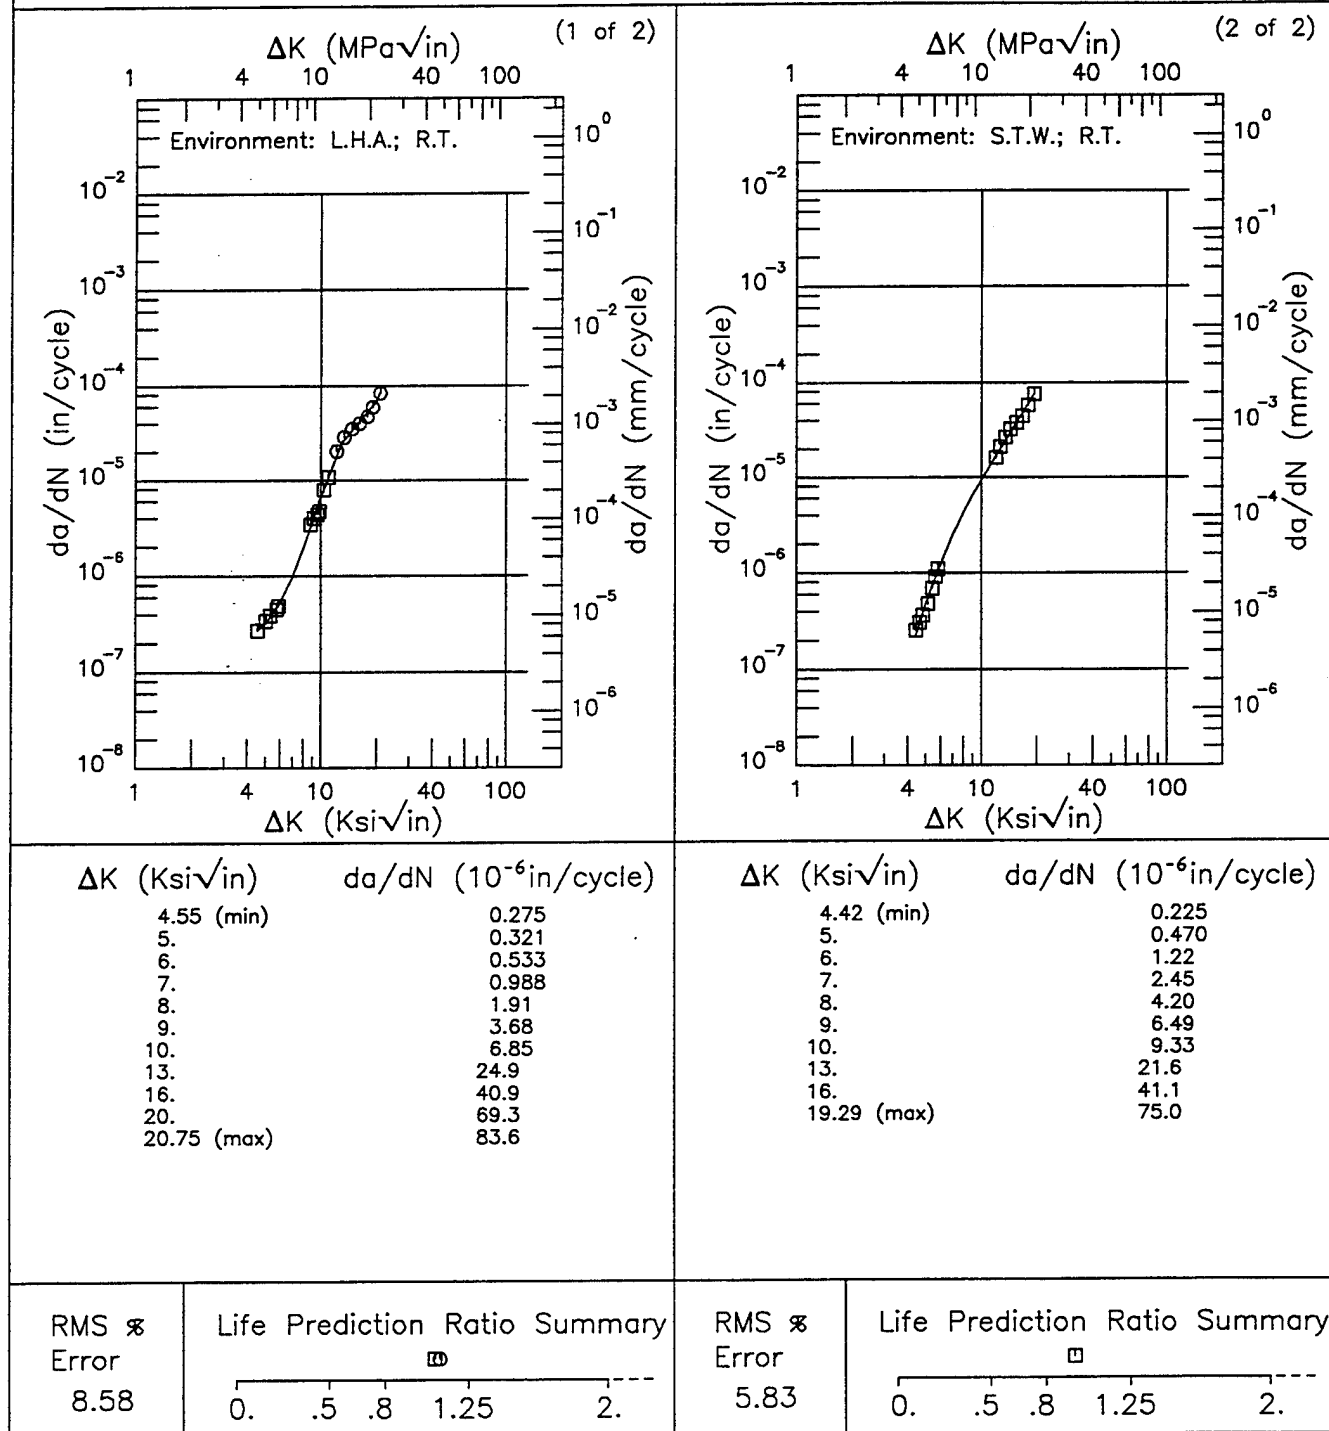 (1 of 2)
ΔK (MPa√in)
1 4 10 40 100
Environment: L.H.A.; R.T.
da/dN (in/cycle)
10⁻²
10⁻³
10⁻⁴
10⁻⁵
10⁻⁶
10⁻⁷
10⁻⁸
da/dN (mm/cycle)
10⁰
10⁻¹
10⁻²
10⁻³
10⁻⁴
10⁻⁵
10⁻⁶
1 4 10 40 100
ΔK (Ksi√in)
ΔK (Ksi√in) da/dN (10⁻⁶in/cycle)
4.55 (min) 0.275
5. 0.321
6. 0.533
7. 0.988
8. 1.91
9. 3.68
10. 6.85
13. 24.9
16. 40.9
20. 69.3
20.75 (max) 83.6
RMS %
Error
8.58
Life Prediction Ratio Summary
0. .5 .8 1.25 2.
(2 of 2)
ΔK (MPa√in)
1 4 10 40 100
Environment: S.T.W.; R.T.
da/dN (in/cycle)
10⁻²
10⁻³
10⁻⁴
10⁻⁵
10⁻⁶
10⁻⁷
10⁻⁸
da/dN (mm/cycle)
10⁰
10⁻¹
10⁻²
10⁻³
10⁻⁴
10⁻⁵
10⁻⁶
1 4 10 40 100
ΔK (Ksi√in)
ΔK (Ksi√in) da/dN (10⁻⁶in/cycle)
4.42 (min) 0.225
5. 0.470
6. 1.22
7. 2.45
8. 4.20
9. 6.49
10. 9.33
13. 21.6
16. 41.1
19.29 (max) 75.0
RMS %
Error
5.83
Life Prediction Ratio Summary
0. .5 .8 1.25 2.